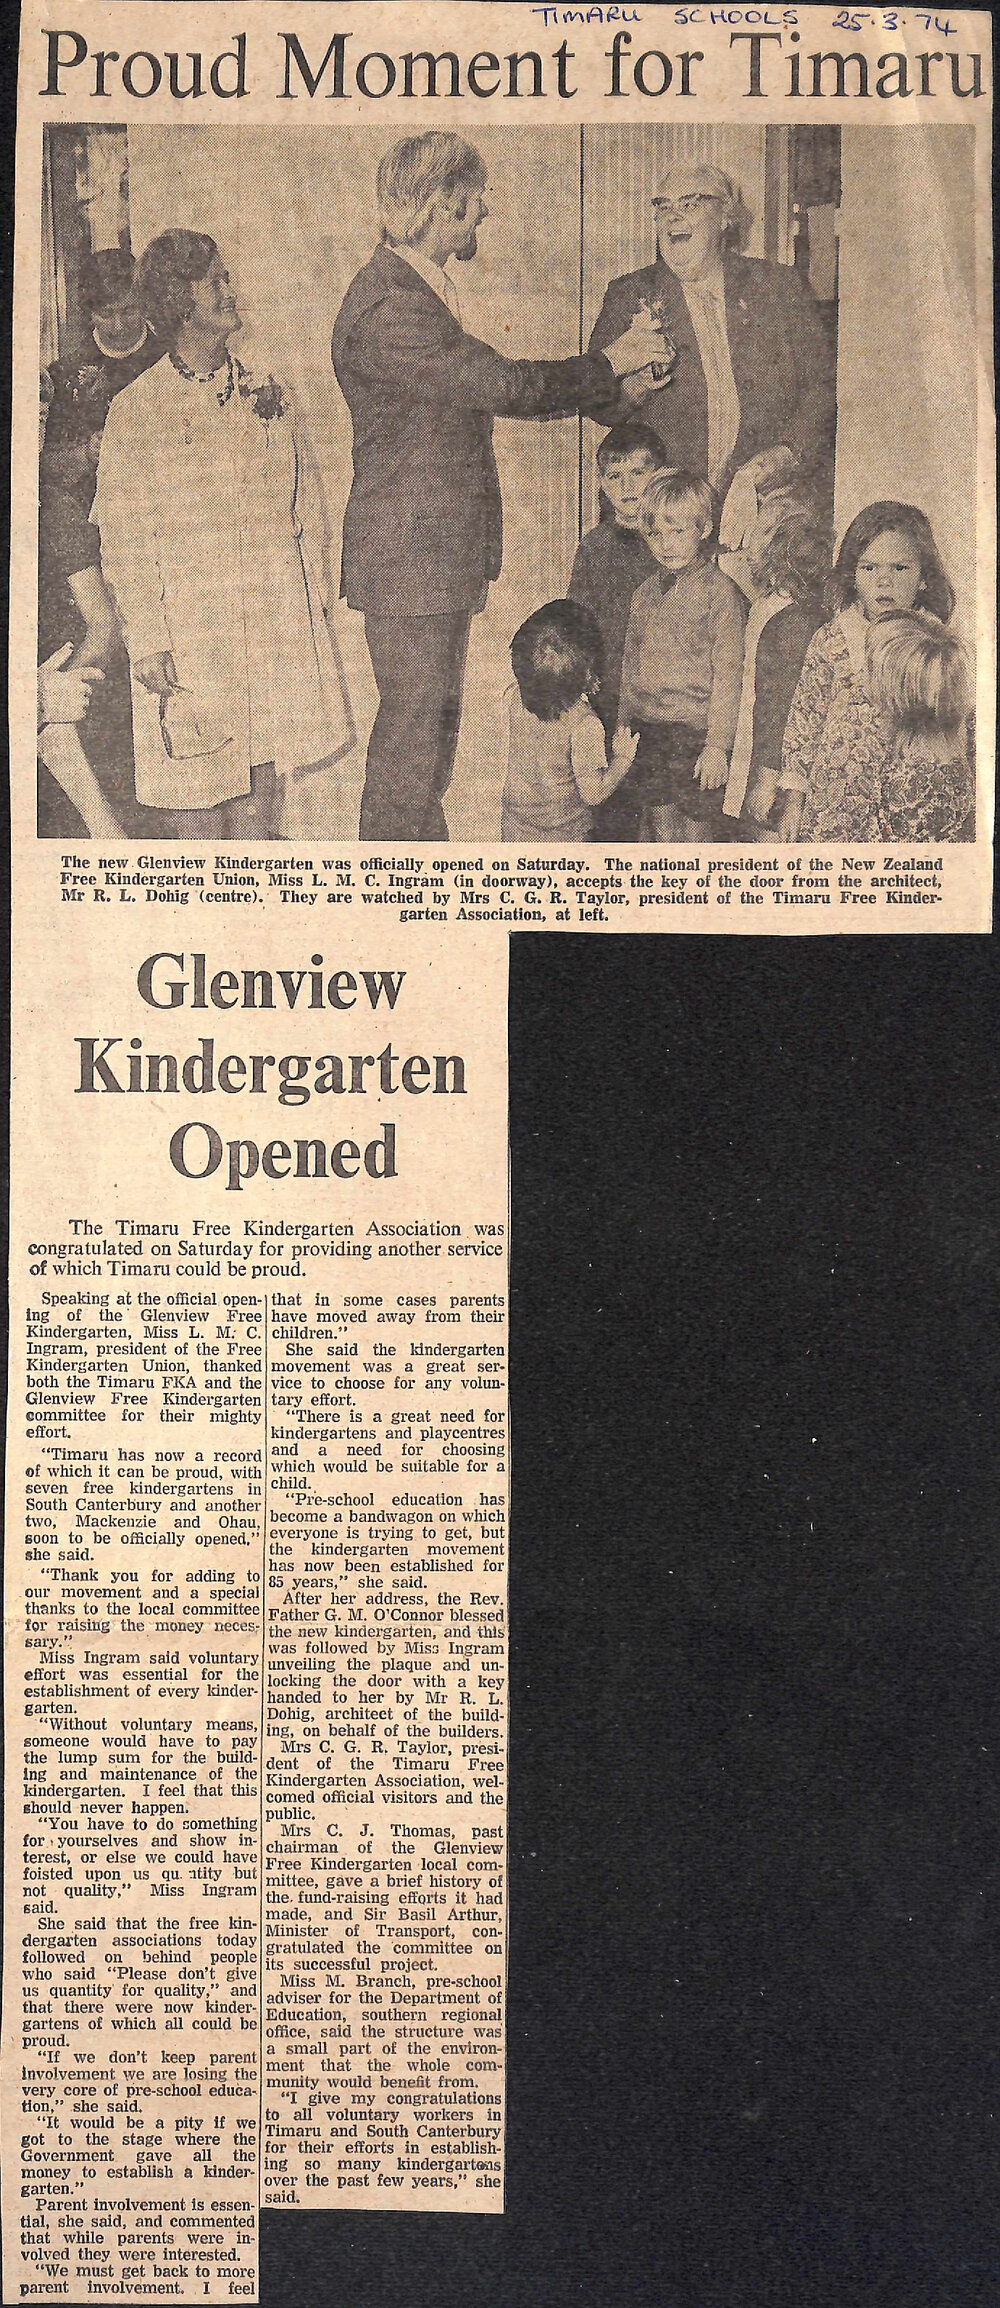 TIMARU SCHOOLS 25.3.74
Proud Moment for Timaru
The new Glenview Kindergarten was officially opened on Saturday. The national president of the New Zealand
Free Kindergarten Union, Miss L. M. C. Ingram (in doorway), accepts the key of the door from the architect,
Mr R. L. Dohig (centre). They are watched by Mrs C. G. R. Taylor, president of the Timaru Free Kinder-
garten Association, at left.
Glenview
Kindergarten
Opened
The Timaru Free Kindergarten Association was
congratulated on Saturday for providing another service
of which Timaru could be proud.
Speaking at the official open-
ing of the Glenview Free
Kindergarten, Miss L. M. C.
Ingram, president of the Free
Kindergarten Union, thanked
both the Timaru FKA and the
Glenview Free Kindergarten
committee for their mighty
effort.
"Timaru has now a record
of which it can be proud, with
seven free kindergartens in
South Canterbury and another
two, Mackenzie and Ohau,
soon to be officially opened,"
she said.
"Thank you for adding to
our movement and a special
thanks to the local committee
for raising the money neces-
sary."
Miss Ingram said voluntary
effort was essential for the
establishment of every kinder-
garten.
"Without voluntary means,
someone would have to pay
the lump sum for the build-
ing and maintenance of the
kindergarten. I feel that this
should never happen.
"You have to do something
for yourselves and show in-
terest, or else we could have
foisted upon us qu ntity but
not quality," Miss Ingram
said.
She said that the free kin-
dergarten associations today
followed on behind people
who said "Please don't give
us quantity for quality," and
that there were now kinder-
gartens of which all could be
proud.
"If we don't keep parent
involvement we are losing the
very core of pre-school educa-
tion," she said.
"It would be a pity if we
got to the stage where the
Government gave all the
money to establish a kinder-
garten."
Parent involvement is essen-
tial, she said, and commented
that while parents were in-
volved they were interested.
"We must get back to more
parent involvement. I feel
that in some cases parents
have moved away from their
children."
She said the kindergarten
movement was a great ser-
vice to choose for any volun-
tary effort.
"There is a great need for
kindergartens and playcentres
and a need for choosing
which would be suitable for a
child.
"Pre-school education has
become a bandwagon on which
everyone is trying to get, but
the kindergarten movement
has now been established for
85 years," she said.
After her address, the Rev.
Father G. M. O'Connor blessed
the new kindergarten, and this
was followed by Miss Ingram
unveiling the plaque and un-
locking the door with a key
handed to her by Mr R. L.
Dohig, architect of the build-
ing, on behalf of the builders.
Mrs C. G. R. Taylor, presi-
dent of the Timaru Free
Kindergarten Association, wel-
comed official visitors and the
public.
Mrs C. J. Thomas, past
chairman of the Glenview
Free Kindergarten local com-
mittee, gave a brief history of
the fund-raising efforts it had
made, and Sir Basil Arthur,
Minister of Transport, con-
gratulated the committee on
its successful project.
Miss M. Branch, pre-school
adviser for the Department of
Education, southern regional
office, said the structure was
a small part of the environ-
ment that the whole com-
munity would benefit from.
"I give my congratulations
to all voluntary workers in
Timaru and South Canterbury
for their efforts in establish-
ing so many kindergartens
over the past few years," she
said.